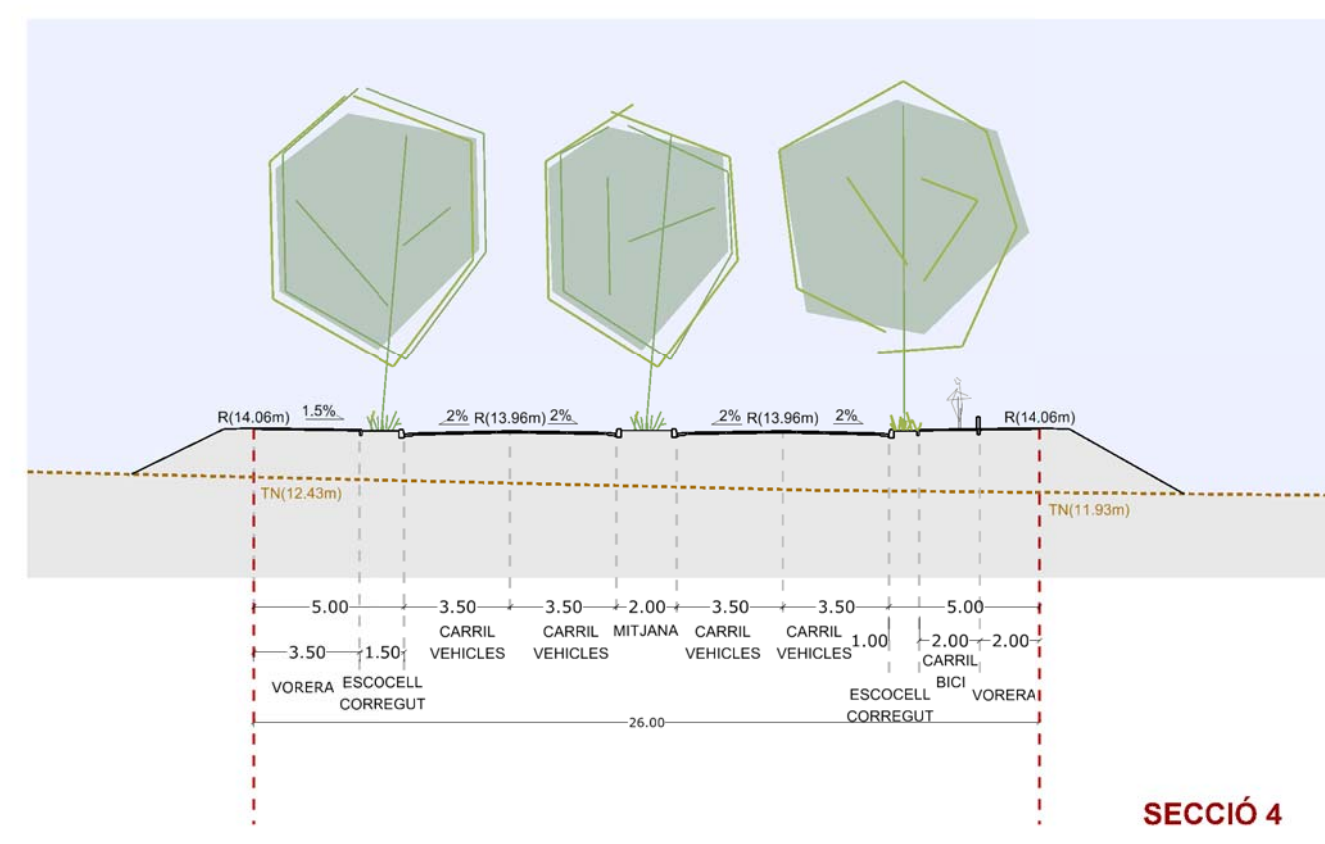 R(14.06m) 1.5% 2% R(13.96m) 2% 2% R(13.96m) 2% R(14.06m)
TN(12.43m)
TN(11.93m)
5.00 3.50 3.50 2.00 3.50 3.50 5.00
CARRIL VEHICLES
CARRIL VEHICLES
MITJANA
CARRIL VEHICLES
CARRIL VEHICLES
3.50 1.50 1.00 2.00 2.00
VORERA
ESCOCELL
CORREGUT
ESCOCELL
CORREGUT
CARRIL
BICI
VORERA
26.00
SECCIÓ 4